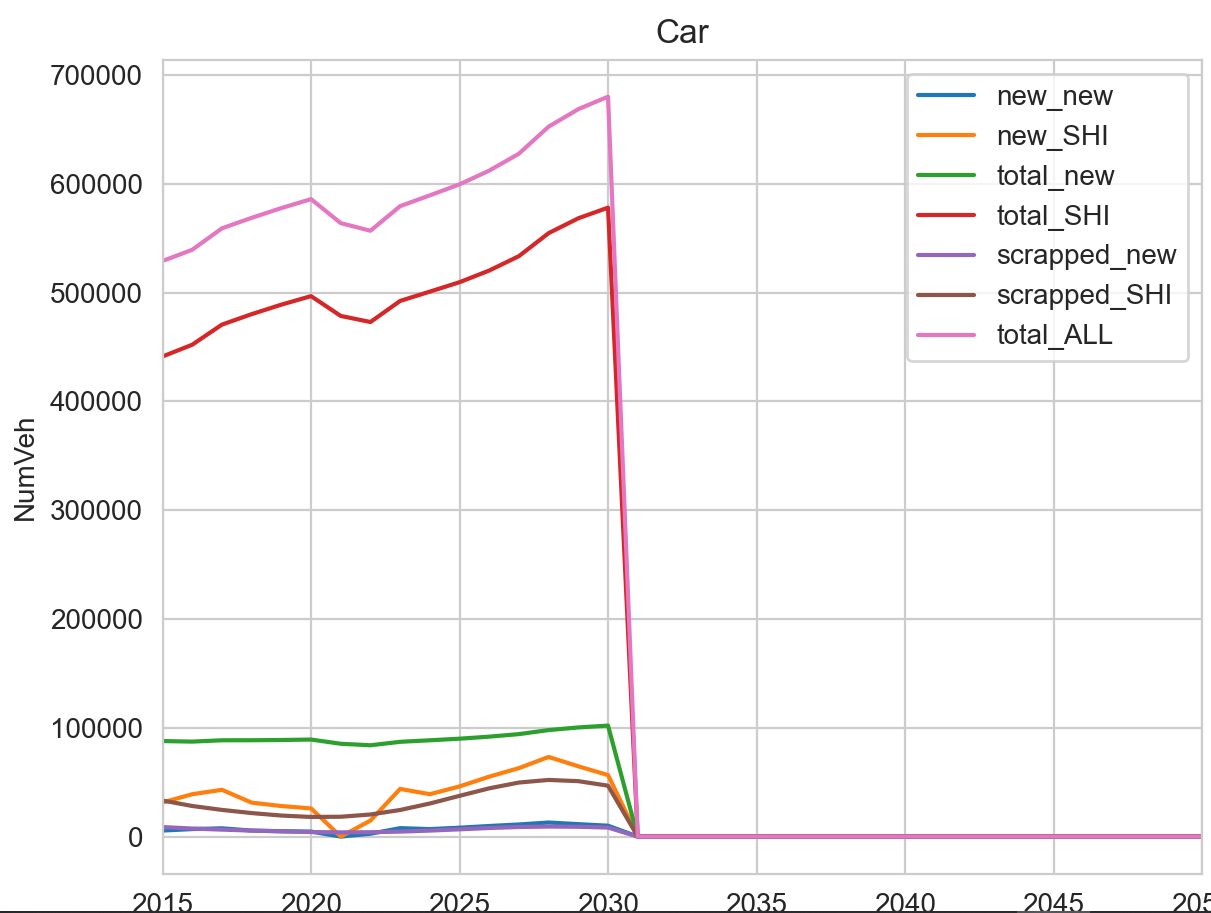 Car
700000
600000
500000
400000
300000
200000
100000
0
NumVeh
new_new
new_SHI
total_new
total_SHI
scrapped_new
scrapped_SHI
total_ALL
2015 2020 2025 2030 2035 2040 2045